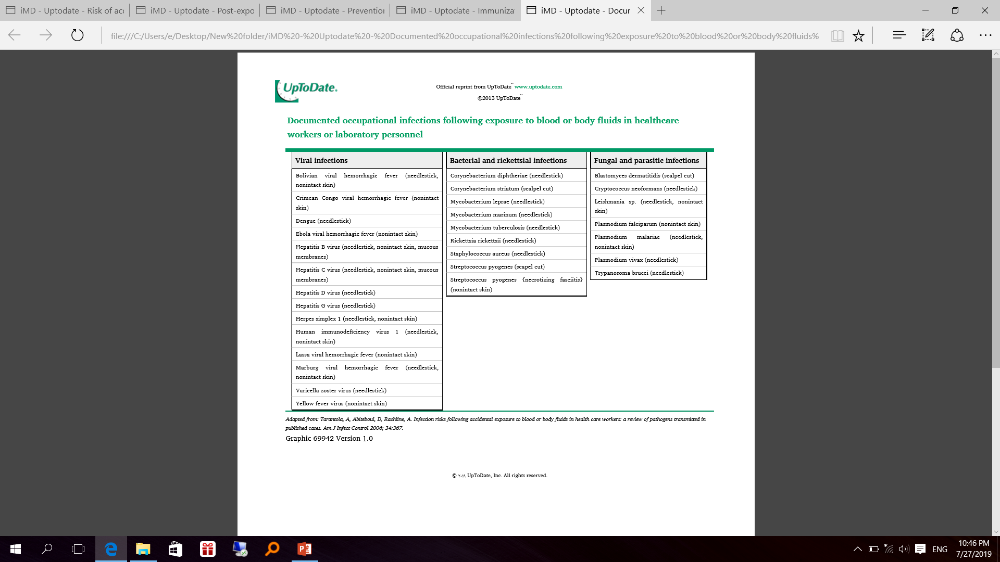 iMD - Uptodate - Risk of acc
iMD - Uptodate - Post-expo
iMD - Uptodate - Prevention
iMD - Uptodate - Immuniza
iMD - Uptodate - Docur
file:///C:/Users/e/Desktop/New%20folder/iMD%20-%20Uptodate%20-%20Documented%20occupational%20infections%20following%20exposure%20to%20blood%20or%20body%20fluids%
UpToDate.
Official reprint from UpToDate¨ www.uptodate.com
©2013 UpToDate¨
Documented occupational infections following exposure to blood or body fluids in healthcare
workers or laboratory personnel
Viral infections
Bolivian viral hemorrhagic fever (needlestick,
nonintact skin)
Crimean Congo viral hemorrhagic fever (nonintact
skin)
Dengue (needlestick)
Ebola viral hemorrhagic fever (nonintact skin)
Hepatitis B virus (needlestick, nonintact skin, mucous
membranes)
Hepatitis C virus (needlestick, nonintact skin, mucous
membranes)
Hepatitis D virus (needlestick)
Hepatitis G virus (needlestick)
Herpes simplex 1 (needlestick, nonintact skin)
Human immunodeficiency virus 1 (needlestick,
nonintact skin)
Lassa viral hemorrhagic fever (nonintact skin)
Marburg viral hemorrhagic fever (needlestick,
nonintact skin)
Varicella zoster virus (needlestick)
Yellow fever virus (nonintact skin)
Bacterial and rickettsial infections
Corynebacterium diphtheriae (needlestick)
Corynebacterium striatum (scalpel cut)
Mycobacterium leprae (needlestick)
Mycobacterium marinum (needlestick)
Mycobacterium tuberculosis (needlestick)
Rickettsia rickettsii (needlestick)
Staphylococcus aureus (needlestick)
Streptococcus pyogenes (scapel cut)
Streptococcus pyogenes {necrotizing fasciitis}
(nonintact skin)
Fungal and parasitic infections
Blastomyces dermatitidis (scalpel cut)
Cryptococcus neoformans (needlestick)
Leishmania sp. (needlestick, nonintact
skin)
Plasmodium falciparum (nonintact skin)
Plasmodium malariae (needlestick,
nonintact skin)
Plasmodium vivax (needlestick)
Trypanosoma brucei (needlestick)
Adapted from: Tarantola, A, Abiteboul, D, Rachline, A. Infection risks following accidental exposure to blood or body fluids in health care workers: a review of pathogens transmitted in
published cases. Am J Infect Control 2006; 34:367.
Graphic 69942 Version 1.0
© ۲۰۱۹ UpToDate, Inc. All rights reserved.
ENG
10:46 PM
7/27/2019